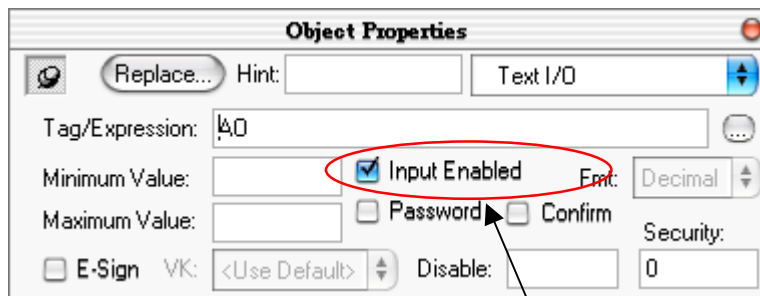 Object Properties
Replace... Hint: Text I/O
Tag/Expression: AO ...
Minimum Value: Input Enabled Fmt: Decimal
Maximum Value: Password Confirm Security:
E-Sign VK: <Use Default> Disable: 0